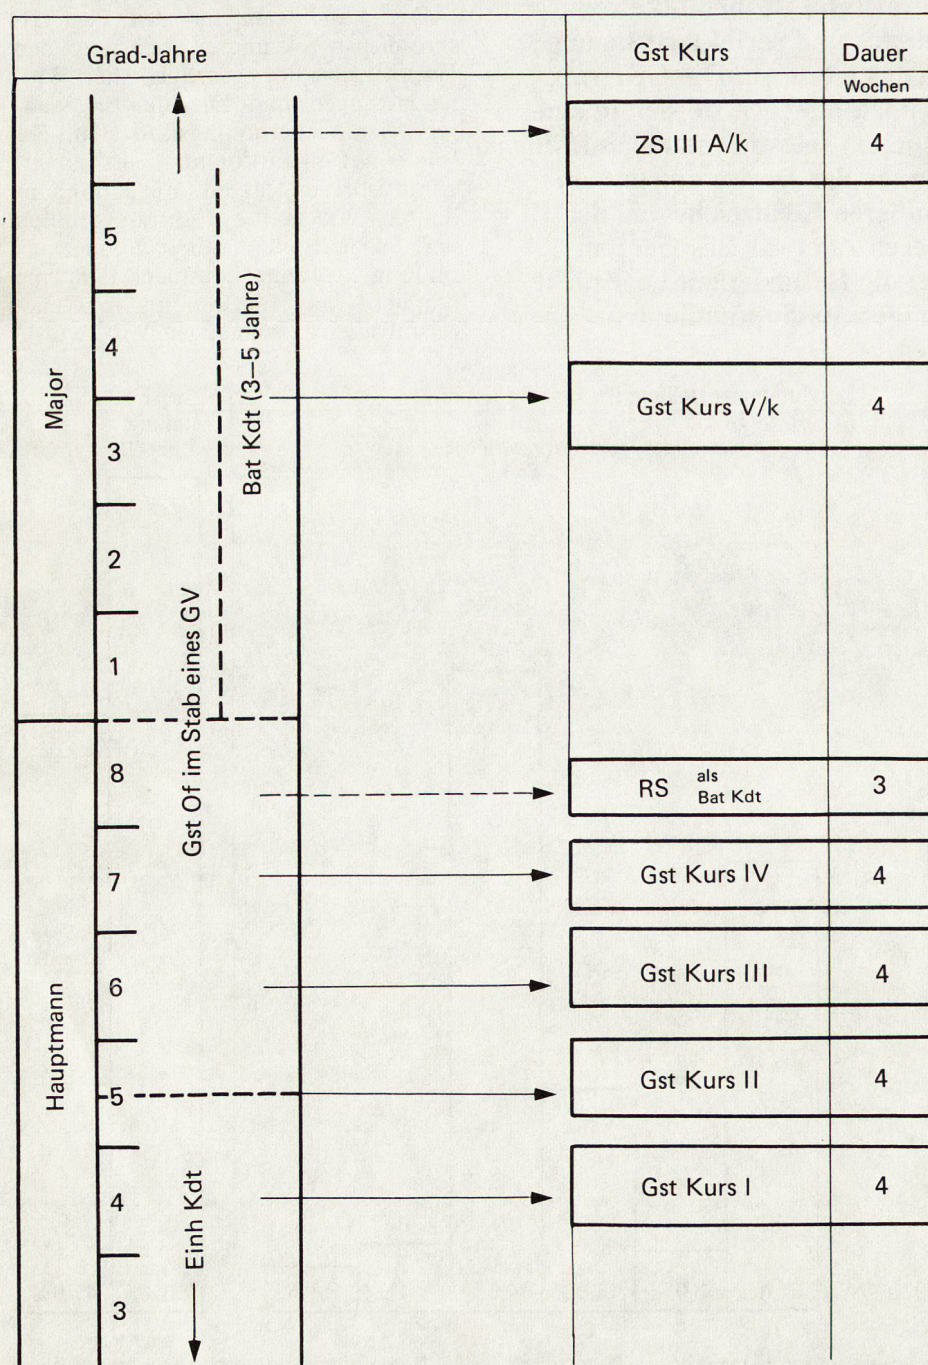 Grad-Jahre
Gst Kurs
Dauer
Wochen
ZS III A/k
4
5
4
Major
Bat Kdt (3–5 Jahre)
Gst Kurs V/k
4
3
2
1
Gst Of im Stab eines GV
8
RS als Bat Kdt
3
7
Gst Kurs IV
4
Hauptmann
6
Gst Kurs III
4
5
Gst Kurs II
4
4
Einh Kdt
Gst Kurs I
4
3